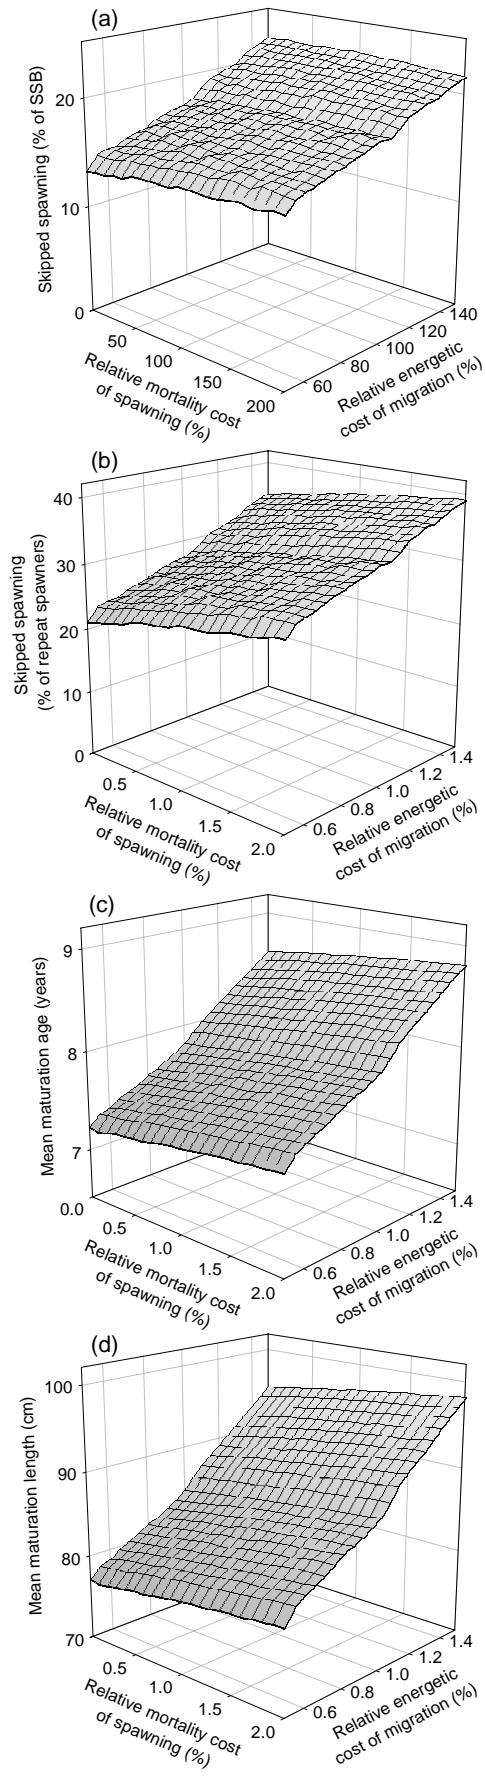 (a)
Skipped spawning (% of SSB)
20
10
0
50
100
150
200
Relative mortality cost
of spawning (%)
60
80
100
120
140
Relative energetic
cost of migration (%)
(b)
Skipped spawning
(% of repeat spawners)
40
30
20
10
0
0.5
1.0
1.5
2.0
Relative mortality cost
of spawning (%)
0.6
0.8
1.0
1.2
1.4
Relative energetic
cost of migration (%)
(c)
Mean maturation age (years)
9
8
7
0.0
0.5
1.0
1.5
2.0
Relative mortality cost
of spawning (%)
0.6
0.8
1.0
1.2
1.4
Relative energetic
cost of migration (%)
(d)
Mean maturation length (cm)
100
90
80
70
0.5
1.0
1.5
2.0
Relative mortality cost
of spawning (%)
0.6
0.8
1.0
1.2
1.4
Relative energetic
cost of migration (%)